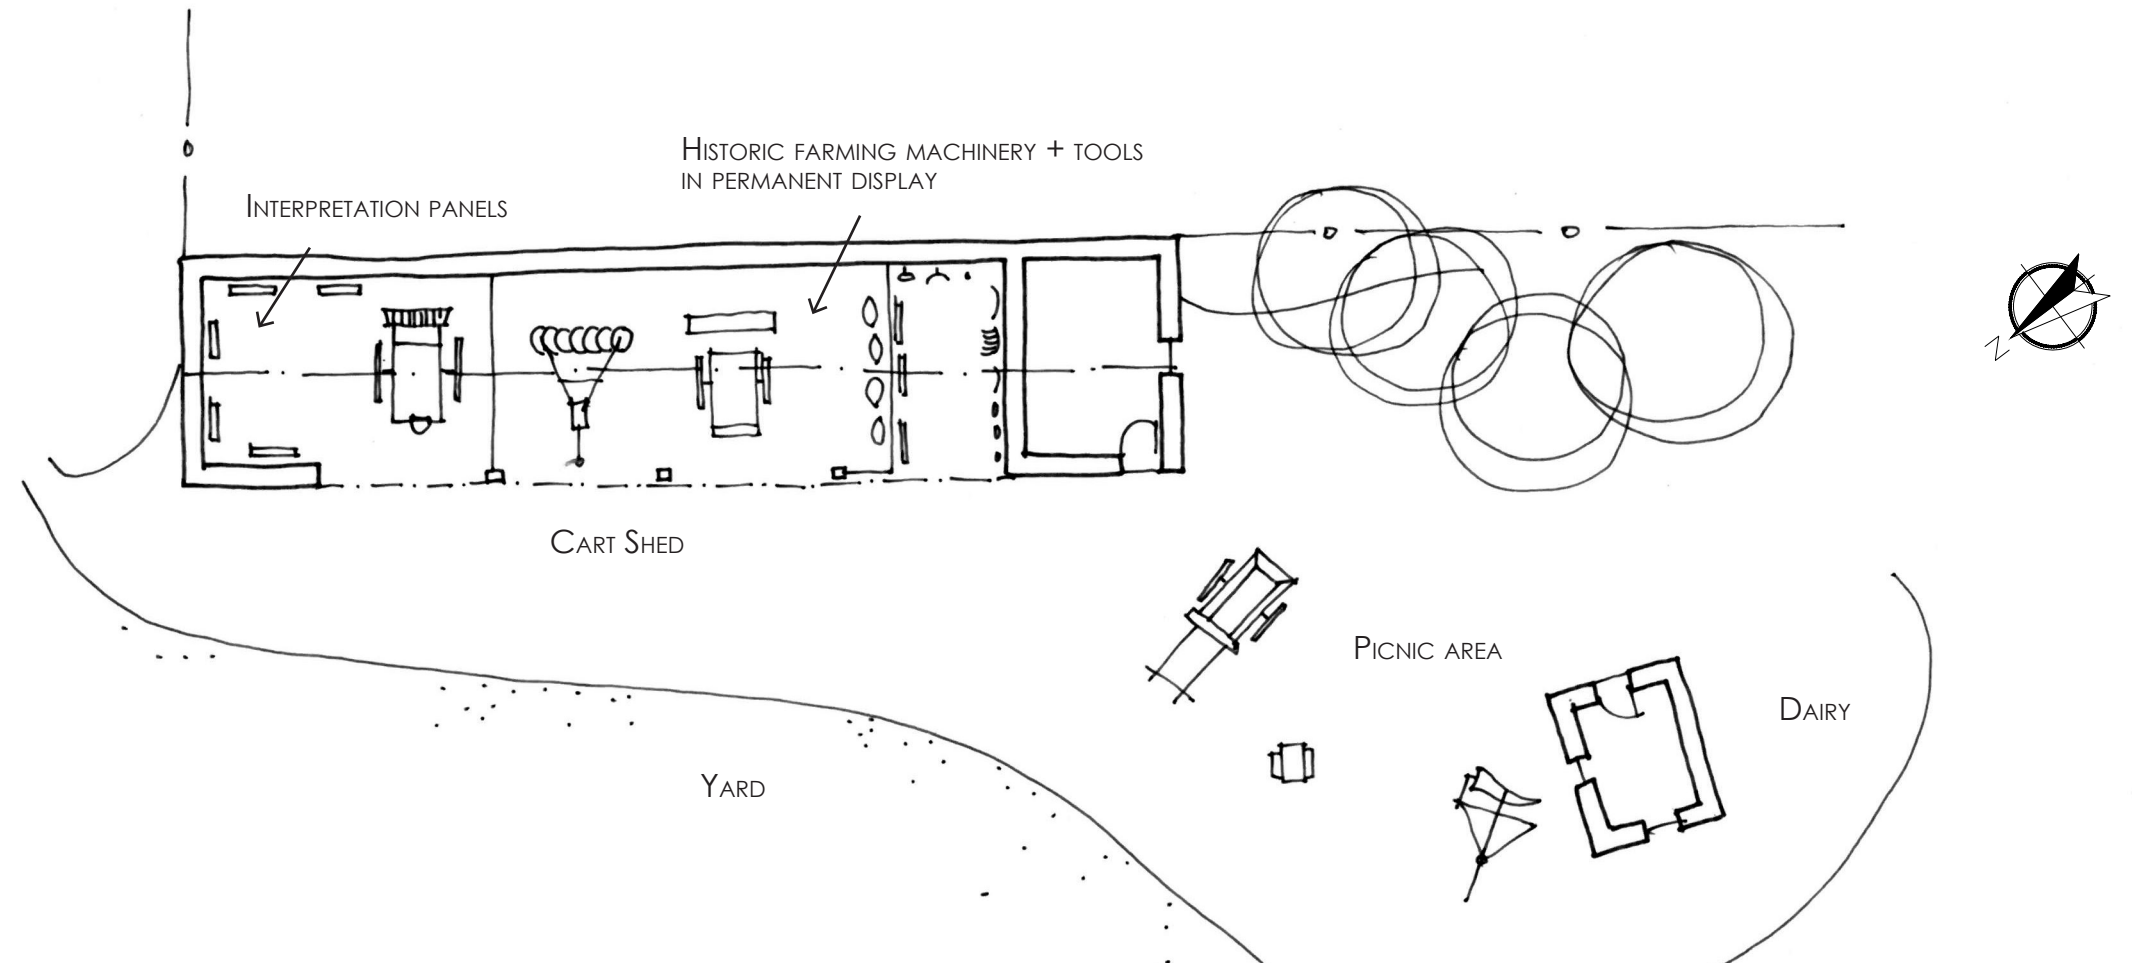 Historic farming machinery + tools
in permanent display
Interpretation panels
N
Cart Shed
Picnic area
Dairy
Yard